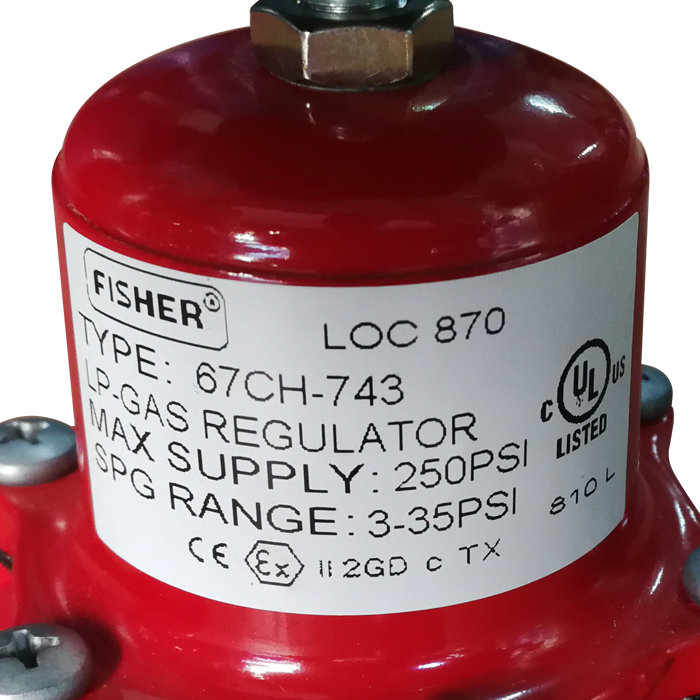 FISHER®
LOC 870
TYPE: 67CH-743
LP-GAS REGULATOR
MAX SUPPLY: 250PSI
SPG RANGE: 3-35PSI
CE Ex II 2GD c TX
C UL US
LISTED
810 L